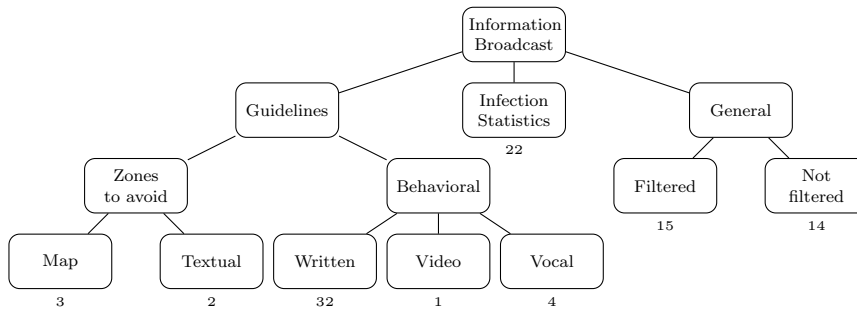 Information
Broadcast
Guidelines
Infection
Statistics
General
22
Zones
to avoid
Behavioral
Filtered
Not
filtered
15
14
Map
Textual
Written
Video
Vocal
3
2
32
1
4